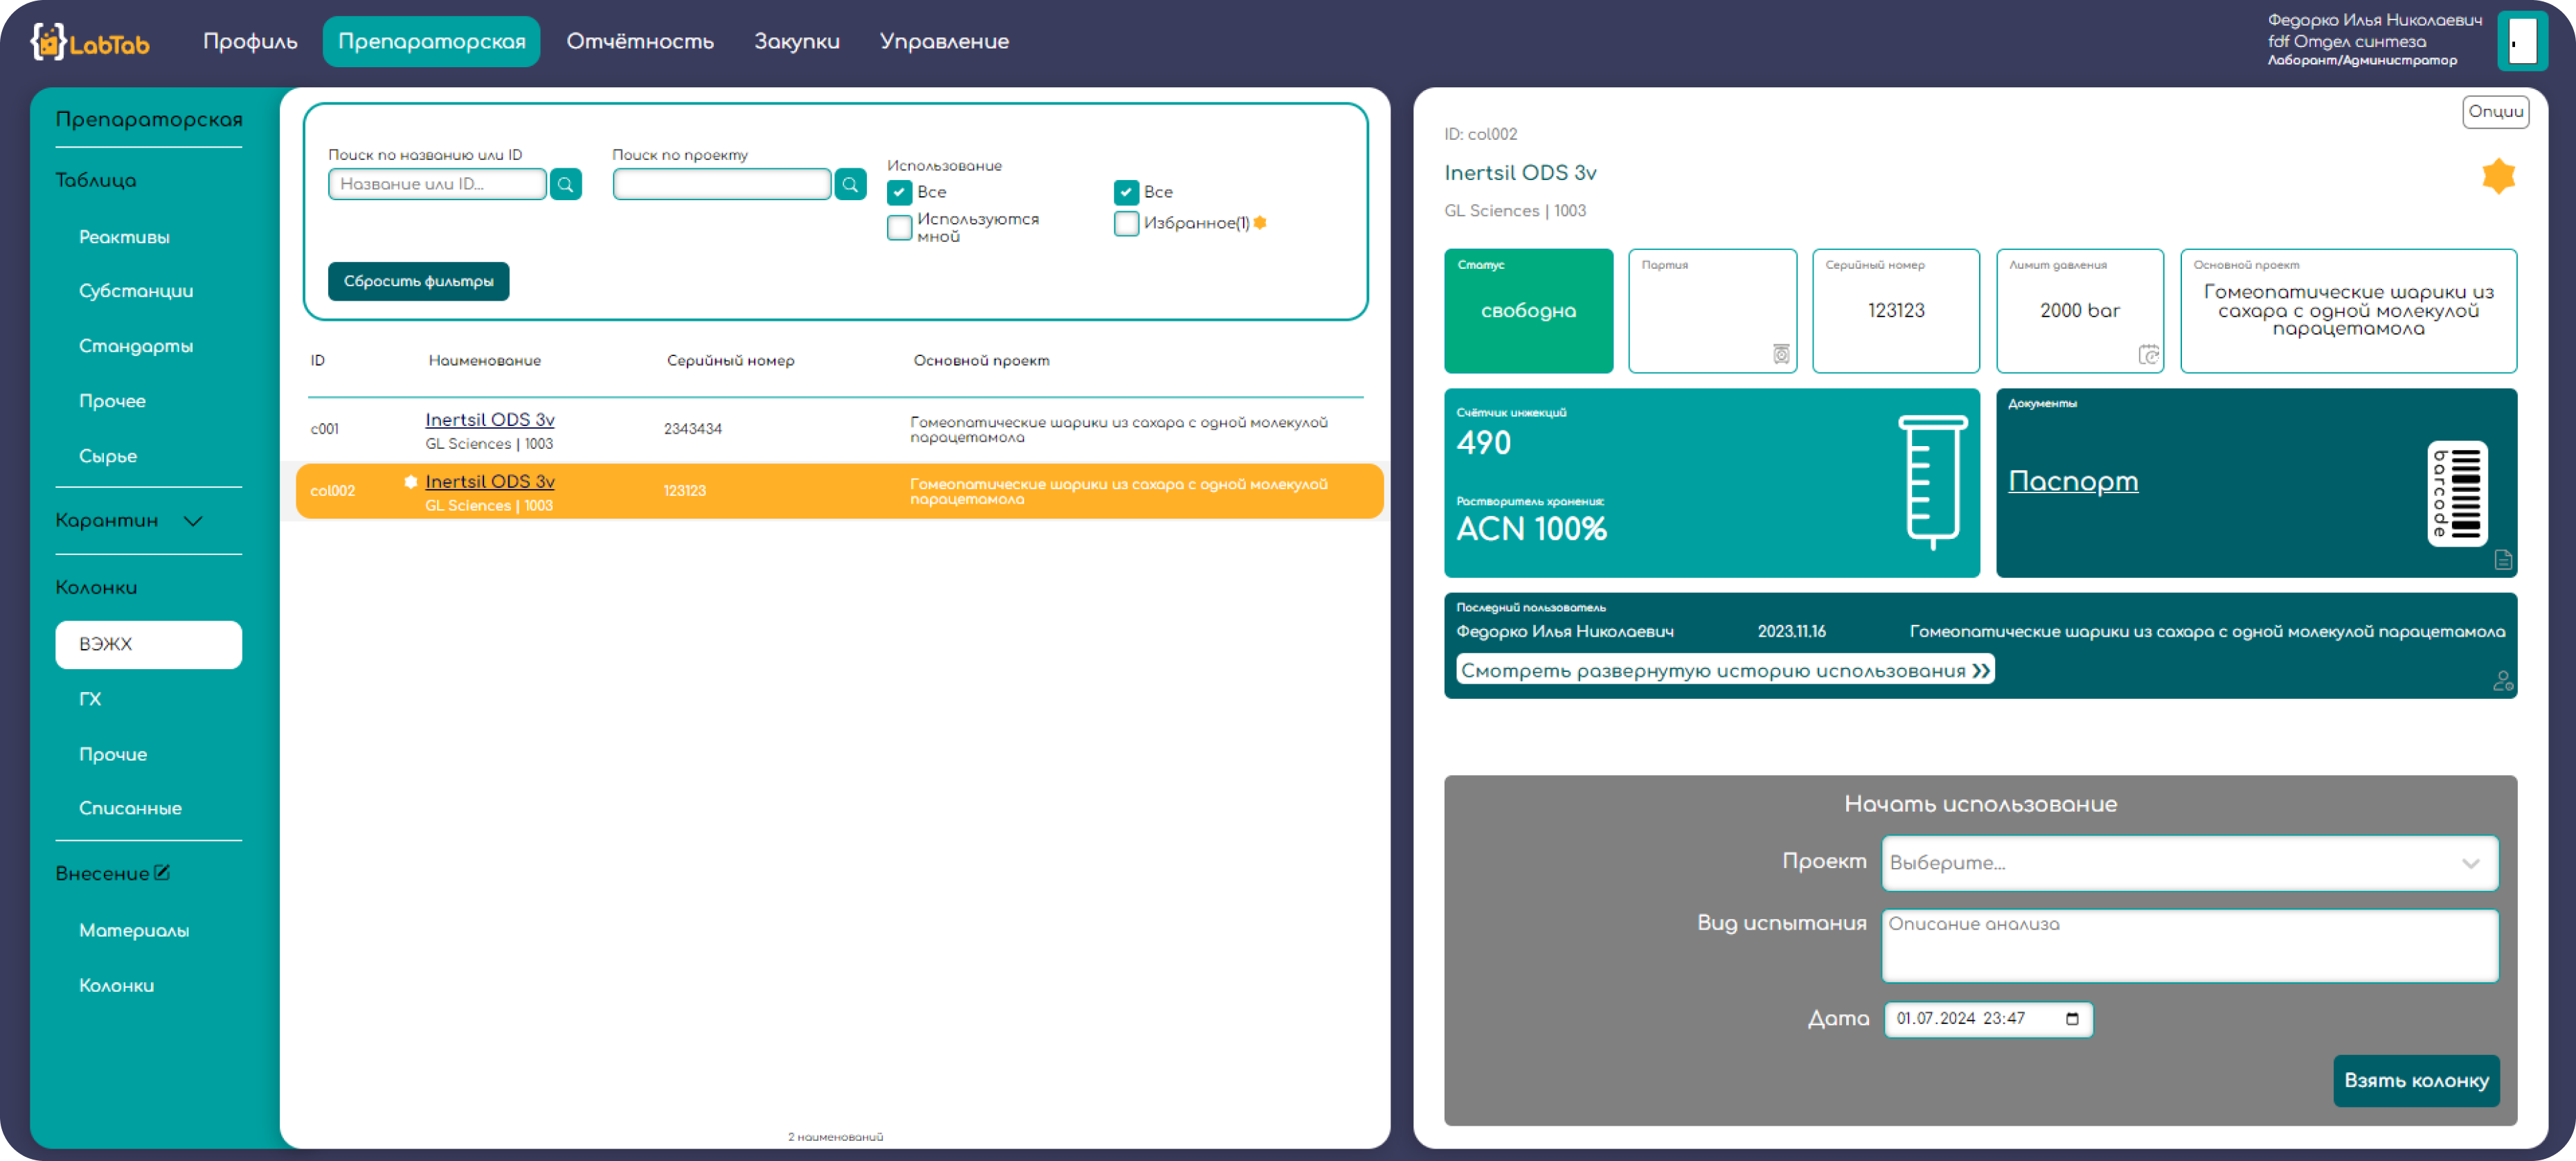 LabTab
Профиль
Препараторская
Отчётность
Закупки
Управление
Федорко Илья Николаевич
fdf Отдел синтеза
Лаборант/Администратор
Препараторская
Таблица
Реактивы
Субстанции
Стандарты
Прочее
Сырье
Карантин
Колонки
ВЭЖХ
ГХ
Прочие
Списанные
Внесение
Материалы
Колонки
Поиск по названию или ID
Название или ID...
Поиск по проекту
Использование
Все
Используются
мной
Все
Избранное(1)
Сбросить фильтры
ID
Наименование
Серийный номер
Основной проект
c001
Inertsil ODS 3v
GL Sciences | 1003
2343434
Гомеопатические шарики из сахара с одной молекулой
парацетамола
col002
Inertsil ODS 3v
GL Sciences | 1003
123123
Гомеопатические шарики из сахара с одной молекулой
парацетамола
2 наименований
Опции
ID: col002
Inertsil ODS 3v
GL Sciences | 1003
Статус
свободна
Партия
Серийный номер
123123
Лимит давления
2000 bar
Основной проект
Гомеопатические шарики из
сахара с одной молекулой
парацетамола
Счётчик инжекций
490
Растворитель хранения:
ACN 100%
Документы
Паспорт
barcode
Последний пользователь
Федорко Илья Николаевич
2023.11.16
Гомеопатические шарики из сахара с одной молекулой парацетамола
Смотреть развернутую историю использования
Начать использование
Проект
Выберите...
Вид испытания
Описание анализа
Дата
01.07.2024 23:47
Взять колонку